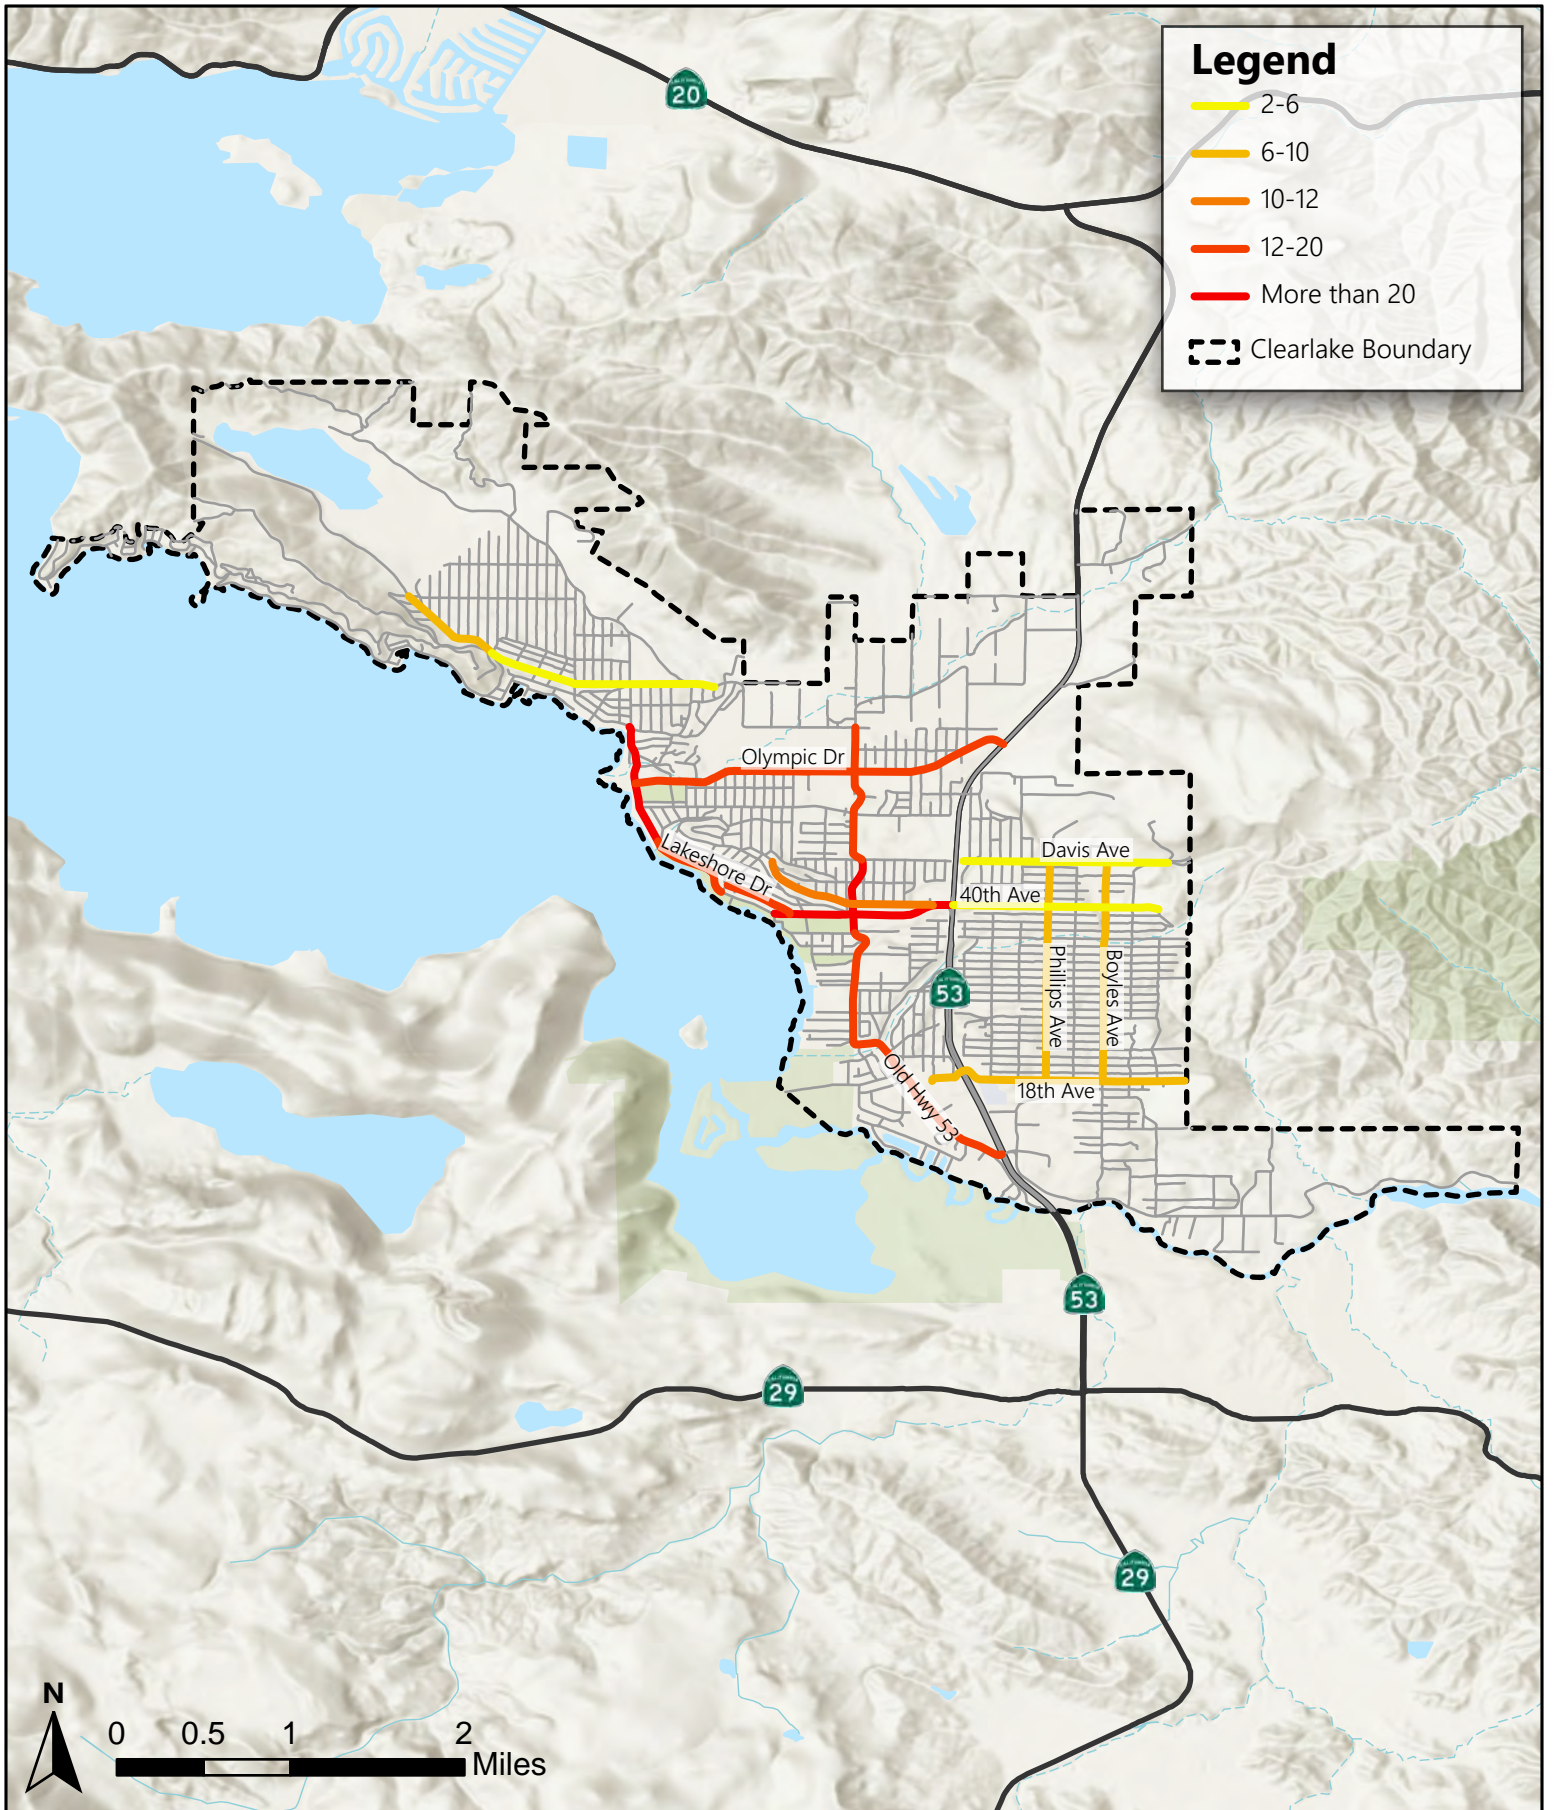 Legend
2-6
6-10
10-12
12-20
More than 20
Clearlake Boundary
20
Olympic Dr
Lakeshore Dr
Davis Ave
40th Ave
Phillips Ave
Boyles Ave
53
18th Ave
Old Hwy 53
53
29
29
N
0 0.5 1 2
Miles